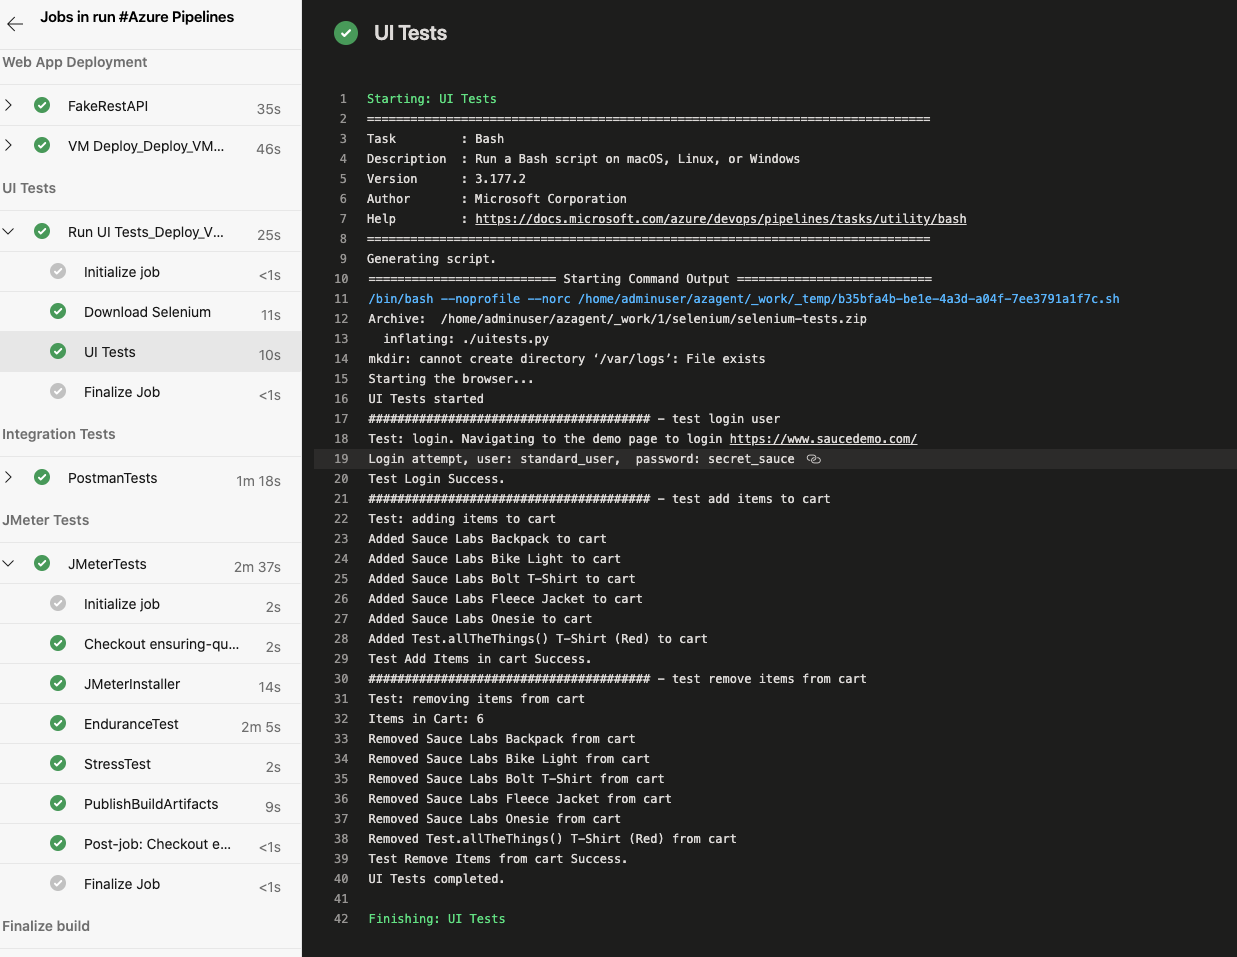 Jobs in run #Azure Pipelines
Web App Deployment
FakeRestAPI 35s
VM Deploy_Deploy_VM... 46s
UI Tests
Run UI Tests_Deploy_V... 25s
Initialize job <1s
Download Selenium 11s
UI Tests 10s
Finalize Job <1s
Integration Tests
PostmanTests 1m 18s
JMeter Tests
JMeterTests 2m 37s
Initialize job 2s
Checkout ensuring-qu... 2s
JMeterInstaller 14s
EnduranceTest 2m 5s
StressTest 2s
PublishBuildArtifacts 9s
Post-job: Checkout e... <1s
Finalize Job <1s
Finalize build
UI Tests
1 Starting: UI Tests
2 ==============================================================================
3 Task : Bash
4 Description : Run a Bash script on macOS, Linux, or Windows
5 Version : 3.177.2
6 Author : Microsoft Corporation
7 Help : https://docs.microsoft.com/azure/devops/pipelines/tasks/utility/bash
8 ==============================================================================
9 Generating script.
10 ========================== Starting Command Output ===========================
11 /bin/bash --noprofile --norc /home/adminuser/azagent/_work/_temp/b35bfa4b-be1e-4a3d-a04f-7ee3791a1f7c.sh
12 Archive: /home/adminuser/azagent/_work/1/selenium/selenium-tests.zip
13 inflating: ./uitests.py
14 mkdir: cannot create directory ‘/var/logs’: File exists
15 Starting the browser...
16 UI Tests started
17 ####################################### - test login user
18 Test: login. Navigating to the demo page to login https://www.saucedemo.com/
19 Login attempt, user: standard_user, password: secret_sauce
20 Test Login Success.
21 ####################################### - test add items to cart
22 Test: adding items to cart
23 Added Sauce Labs Backpack to cart
24 Added Sauce Labs Bike Light to cart
25 Added Sauce Labs Bolt T-Shirt to cart
26 Added Sauce Labs Fleece Jacket to cart
27 Added Sauce Labs Onesie to cart
28 Added Test.allTheThings() T-Shirt (Red) to cart
29 Test Add Items in cart Success.
30 ####################################### - test remove items from cart
31 Test: removing items from cart
32 Items in Cart: 6
33 Removed Sauce Labs Backpack from cart
34 Removed Sauce Labs Bike Light from cart
35 Removed Sauce Labs Bolt T-Shirt from cart
36 Removed Sauce Labs Fleece Jacket from cart
37 Removed Sauce Labs Onesie from cart
38 Removed Test.allTheThings() T-Shirt (Red) from cart
39 Test Remove Items from cart Success.
40 UI Tests completed.
41
42 Finishing: UI Tests